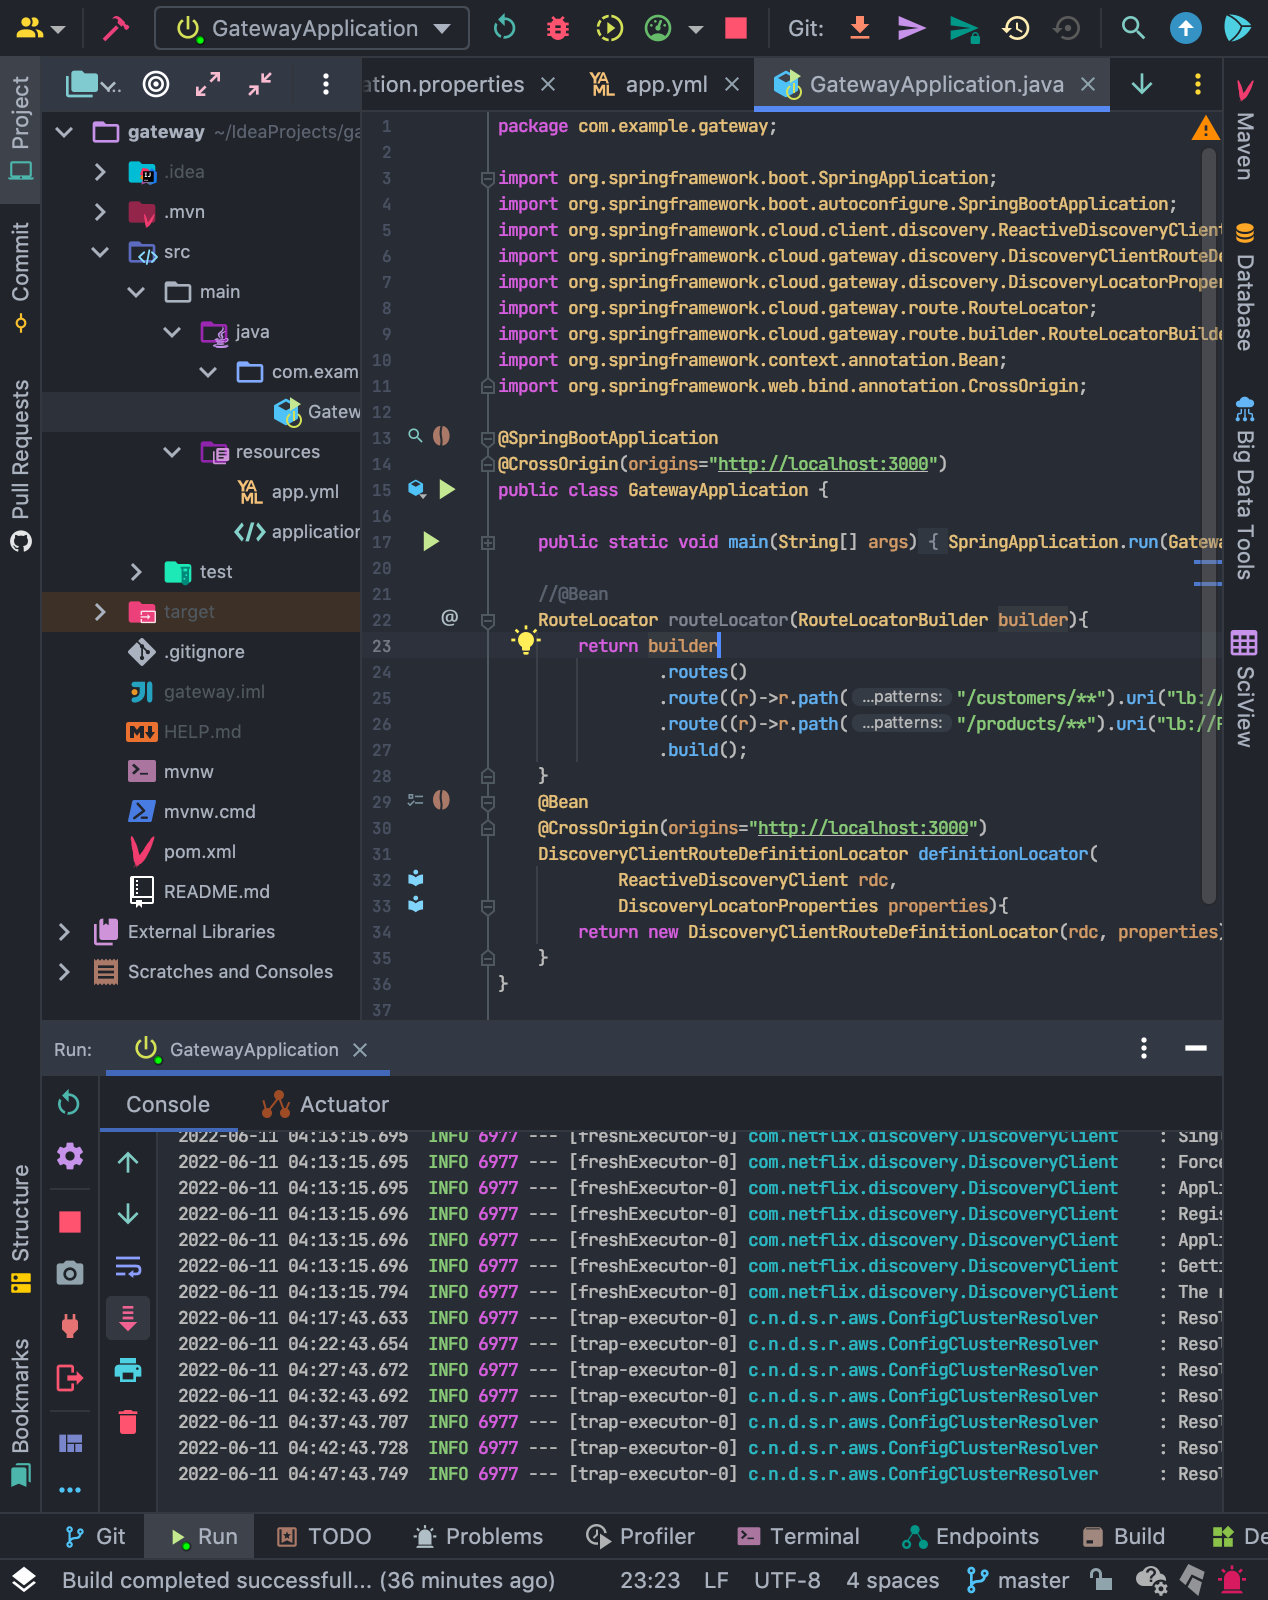 GatewayApplication
Git:
ation.properties
app.yml
GatewayApplication.java
Project
Commit
Pull Requests
Structure
Bookmarks
gateway ~/IdeaProjects/ga
.idea
.mvn
src
main
java
com.exam
Gatew
resources
app.yml
application
test
target
.gitignore
gateway.iml
HELP.md
mvnw
mvnw.cmd
pom.xml
README.md
External Libraries
Scratches and Consoles
1 package com.example.gateway;
2
3 import org.springframework.boot.SpringApplication;
4 import org.springframework.boot.autoconfigure.SpringBootApplication;
5 import org.springframework.cloud.client.discovery.ReactiveDiscoveryClient
6 import org.springframework.cloud.gateway.discovery.DiscoveryClientRouteDe
7 import org.springframework.cloud.gateway.discovery.DiscoveryLocatorProper
8 import org.springframework.cloud.gateway.route.RouteLocator;
9 import org.springframework.cloud.gateway.route.builder.RouteLocatorBuilde
10 import org.springframework.context.annotation.Bean;
11 import org.springframework.web.bind.annotation.CrossOrigin;
12
13 @SpringBootApplication
14 @CrossOrigin(origins="http://localhost:3000")
15 public class GatewayApplication {
16
17 public static void main(String[] args) { SpringApplication.run(Gatewa
20
21 //@Bean
22 @ RouteLocator routeLocator(RouteLocatorBuilder builder){
23 return builder
24 .routes()
25 .route((r)->r.path( ...patterns: "/customers/**").uri("lb://
26 .route((r)->r.path( ...patterns: "/products/**").uri("lb://P
27 .build();
28 }
29 @Bean
30 @CrossOrigin(origins="http://localhost:3000")
31 DiscoveryClientRouteDefinitionLocator definitionLocator(
32 ReactiveDiscoveryClient rdc,
33 DiscoveryLocatorProperties properties){
34 return new DiscoveryClientRouteDefinitionLocator(rdc, properties)
35 }
36 }
37
Maven
Database
Big Data Tools
SciView
Run: GatewayApplication
Console Actuator
2022-06-11 04:13:15.695 INFO 6977 --- [freshExecutor-0] com.netflix.discovery.DiscoveryClient : Sing
2022-06-11 04:13:15.695 INFO 6977 --- [freshExecutor-0] com.netflix.discovery.DiscoveryClient : Force
2022-06-11 04:13:15.695 INFO 6977 --- [freshExecutor-0] com.netflix.discovery.DiscoveryClient : Appli
2022-06-11 04:13:15.696 INFO 6977 --- [freshExecutor-0] com.netflix.discovery.DiscoveryClient : Regis
2022-06-11 04:13:15.696 INFO 6977 --- [freshExecutor-0] com.netflix.discovery.DiscoveryClient : Appli
2022-06-11 04:13:15.696 INFO 6977 --- [freshExecutor-0] com.netflix.discovery.DiscoveryClient : Getti
2022-06-11 04:13:15.794 INFO 6977 --- [freshExecutor-0] com.netflix.discovery.DiscoveryClient : The r
2022-06-11 04:17:43.633 INFO 6977 --- [trap-executor-0] c.n.d.s.r.aws.ConfigClusterResolver : Resol
2022-06-11 04:22:43.654 INFO 6977 --- [trap-executor-0] c.n.d.s.r.aws.ConfigClusterResolver : Resol
2022-06-11 04:27:43.672 INFO 6977 --- [trap-executor-0] c.n.d.s.r.aws.ConfigClusterResolver : Resol
2022-06-11 04:32:43.692 INFO 6977 --- [trap-executor-0] c.n.d.s.r.aws.ConfigClusterResolver : Resol
2022-06-11 04:37:43.707 INFO 6977 --- [trap-executor-0] c.n.d.s.r.aws.ConfigClusterResolver : Resol
2022-06-11 04:42:43.728 INFO 6977 --- [trap-executor-0] c.n.d.s.r.aws.ConfigClusterResolver : Resol
2022-06-11 04:47:43.749 INFO 6977 --- [trap-executor-0] c.n.d.s.r.aws.ConfigClusterResolver : Resol
Git Run TODO Problems Profiler Terminal Endpoints Build De
Build completed successfull... (36 minutes ago) 23:23 LF UTF-8 4 spaces master